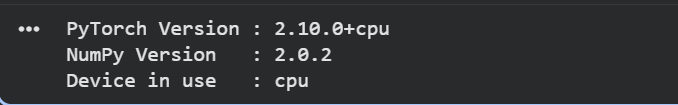 PyTorch Version : 2.10.0+cpu
NumPy Version   : 2.0.2
Device in use   : cpu